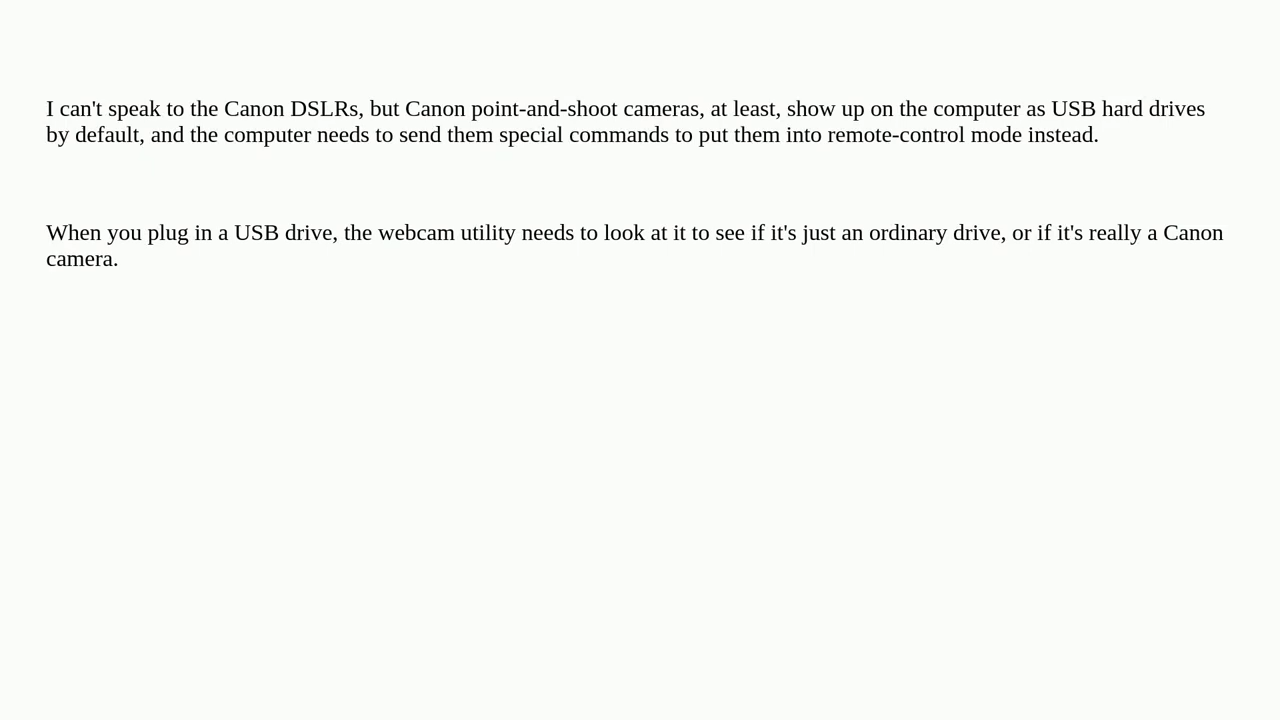 I can't speak to the Canon DSLRs, but Canon point-and-shoot cameras, at least, show up on the computer as USB hard drives
by default, and the computer needs to send them special commands to put them into remote-control mode instead.
When you plug in a USB drive, the webcam utility needs to look at it to see if it's just an ordinary drive, or if it's really a Canon
camera.